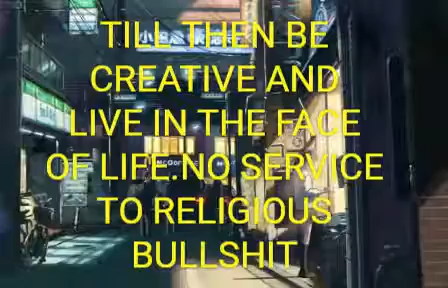 TILL THEN BE
CREATIVE AND
LIVE IN THE FACE
OF LIFE.NO SERVICE
TO RELIGIOUS
BULLSHIT